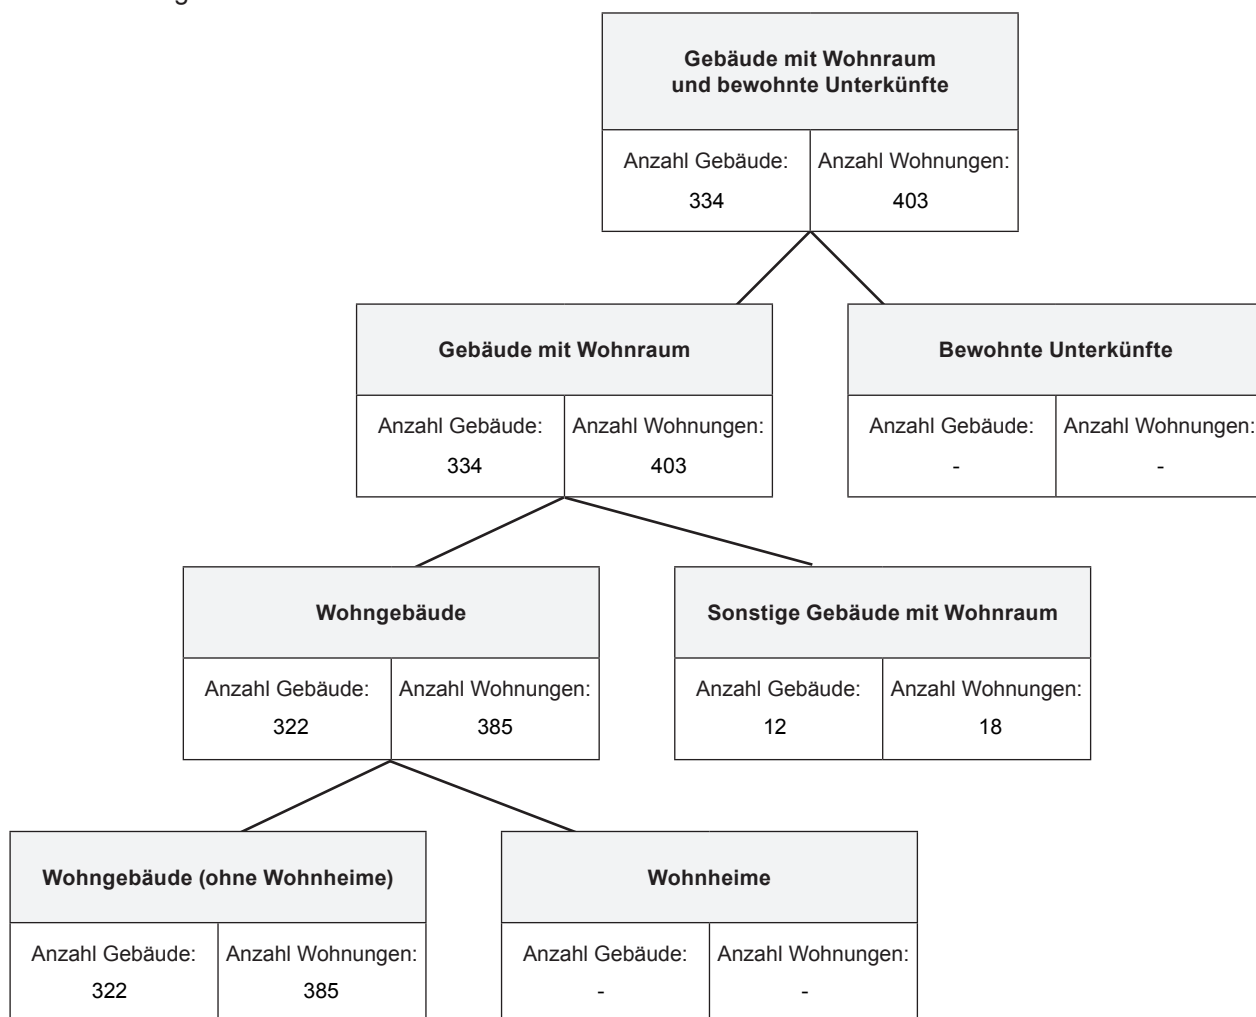 Gebäude mit Wohnraum
und bewohnte Unterkünfte
Anzahl Gebäude: Anzahl Wohnungen:
334 403
Gebäude mit Wohnraum
Anzahl Gebäude: Anzahl Wohnungen:
334 403
Bewohnte Unterkünfte
Anzahl Gebäude: Anzahl Wohnungen:
- -
Wohngebäude
Anzahl Gebäude: Anzahl Wohnungen:
322 385
Sonstige Gebäude mit Wohnraum
Anzahl Gebäude: Anzahl Wohnungen:
12 18
Wohngebäude (ohne Wohnheime)
Anzahl Gebäude: Anzahl Wohnungen:
322 385
Wohnheime
Anzahl Gebäude: Anzahl Wohnungen:
- -